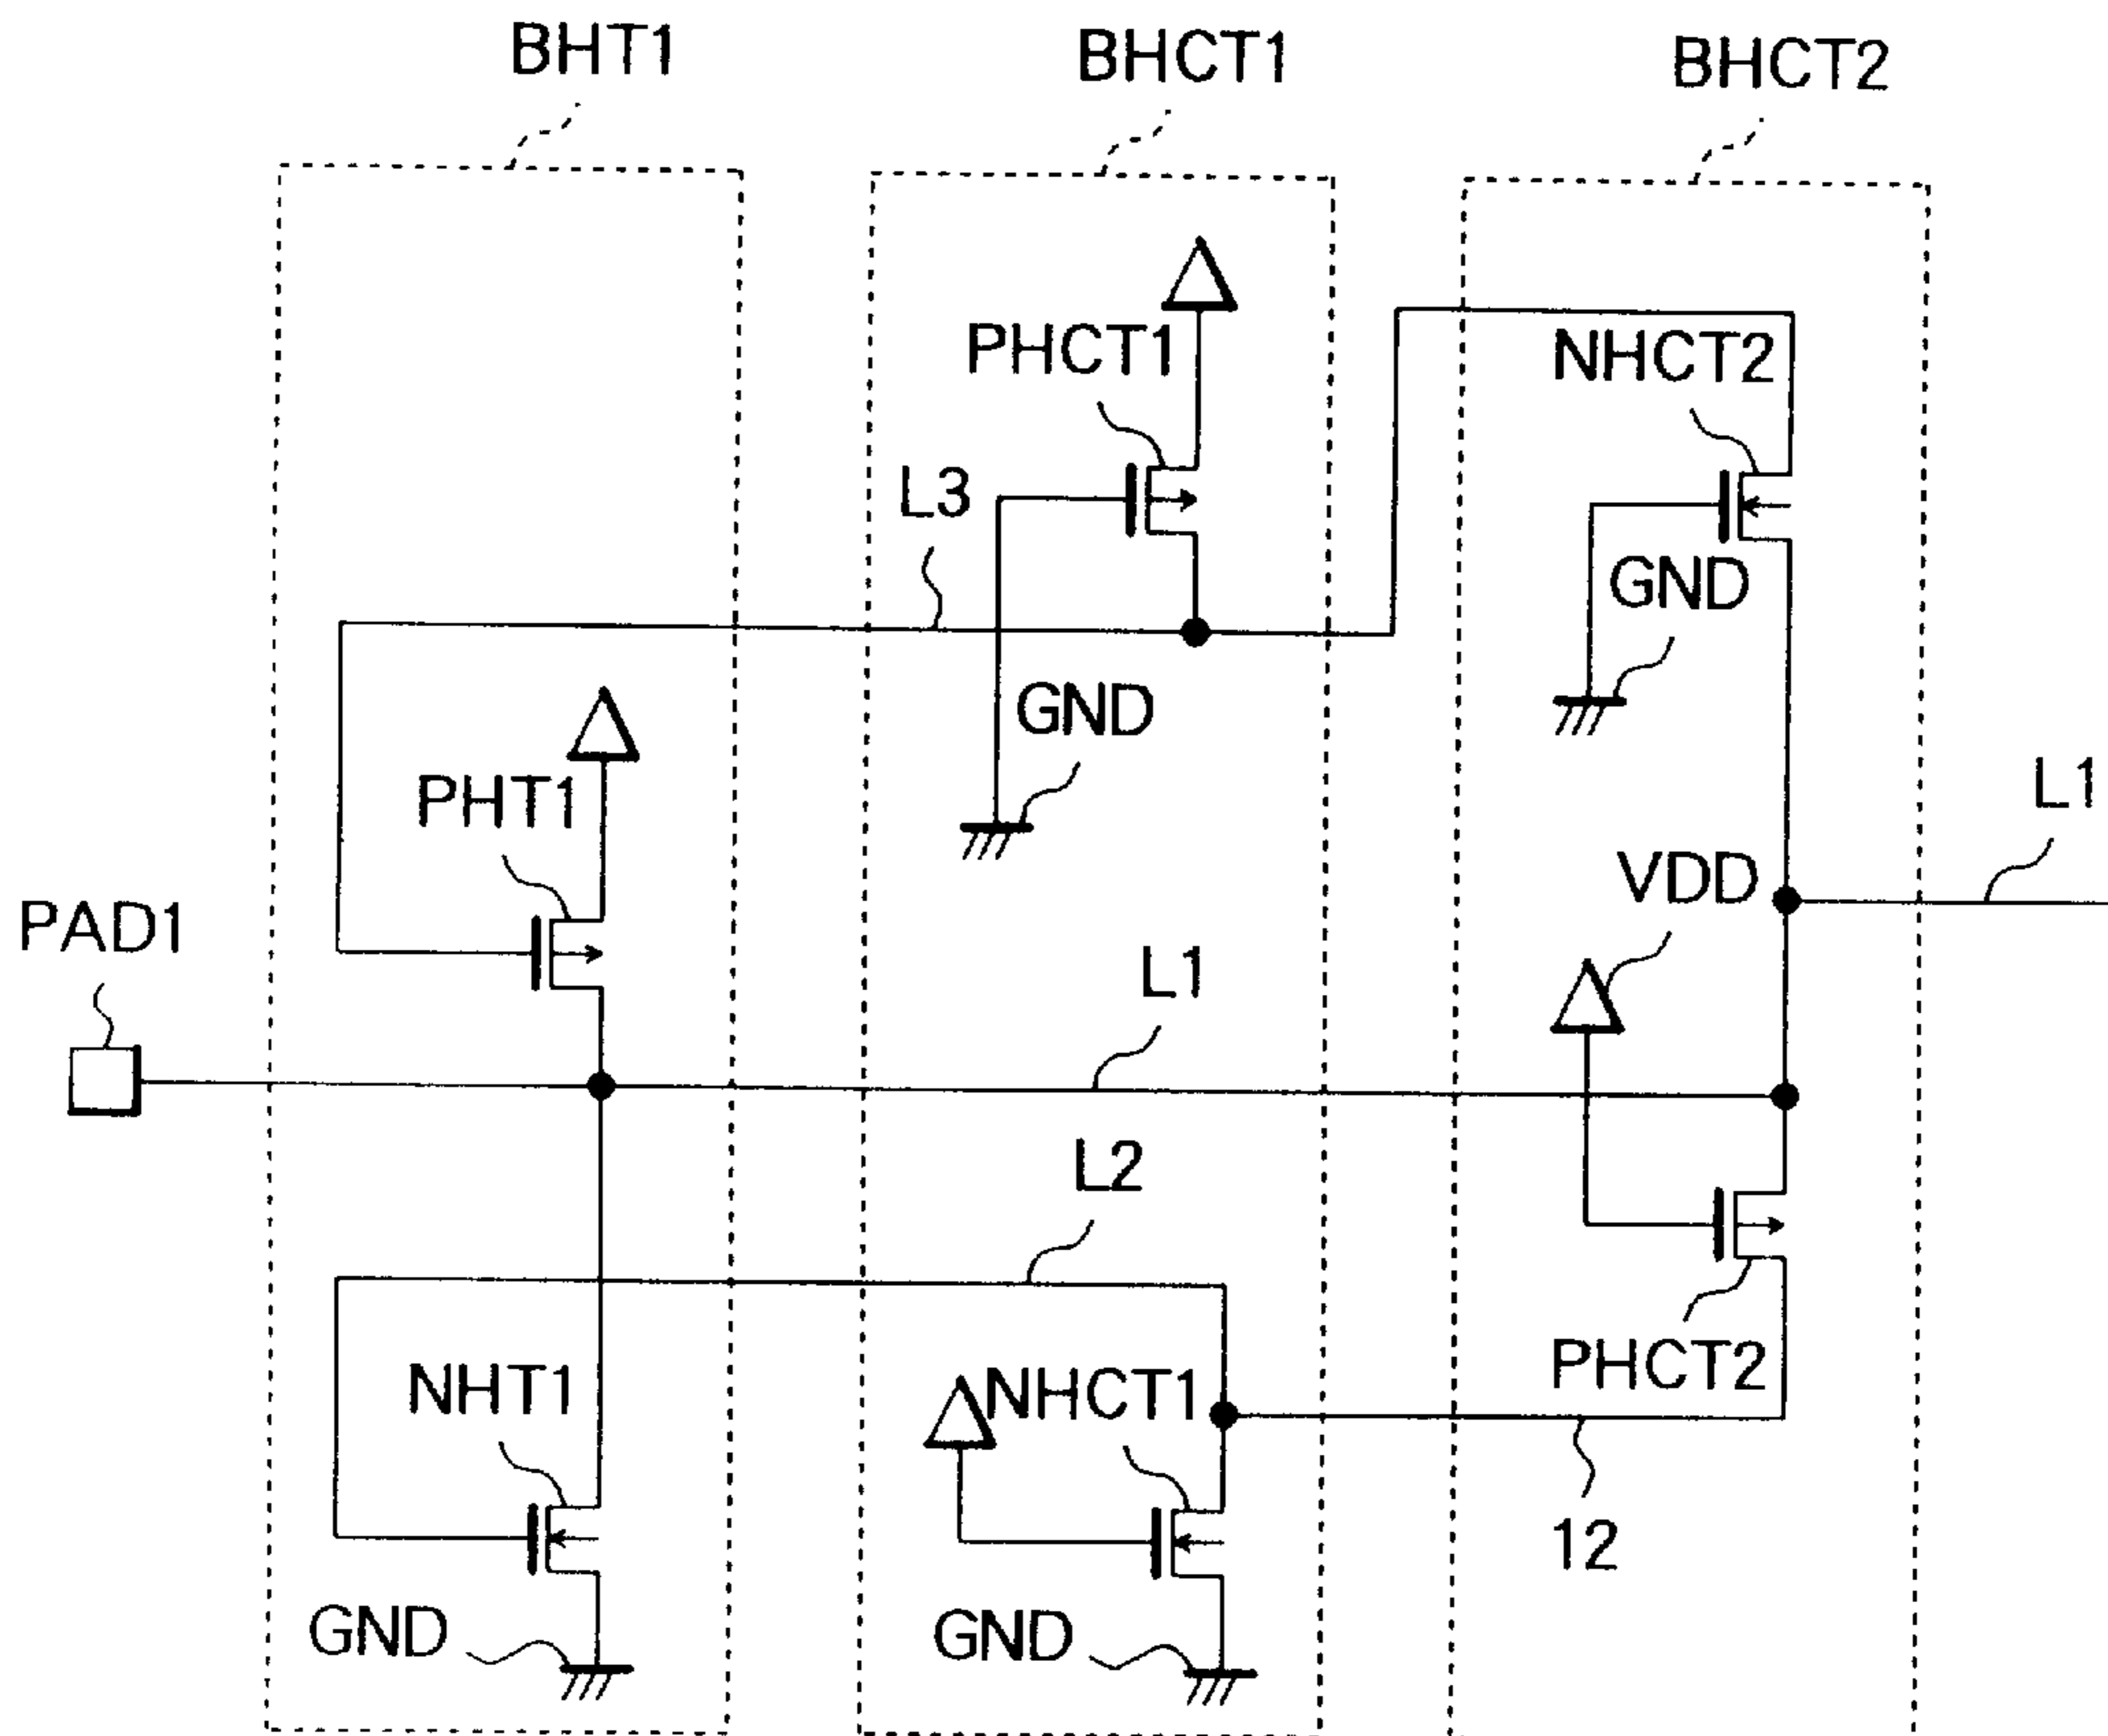 BHT1
BHCT1
BHCT2
PHCT1
NHCT2
L3
GND
GND
PHT1
L1
VDD
PAD1
L1
L2
NHT1
NHCT1
PHCT2
12
GND
GND